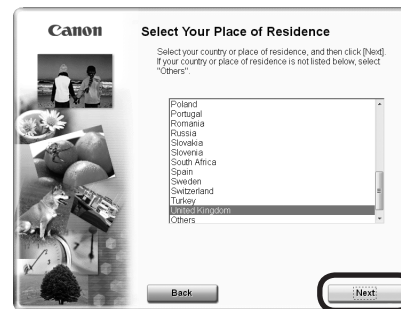 Canon
Select Your Place of Residence
Select your country or place of residence, and then click [Next].
If your country or place of residence is not listed below, select
"Others".
Poland
Portugal
Romania
Russia
Slovakia
Slovenia
South Africa
Spain
Sweden
Switzerland
Turkey
United Kingdom
Others
Back
Next